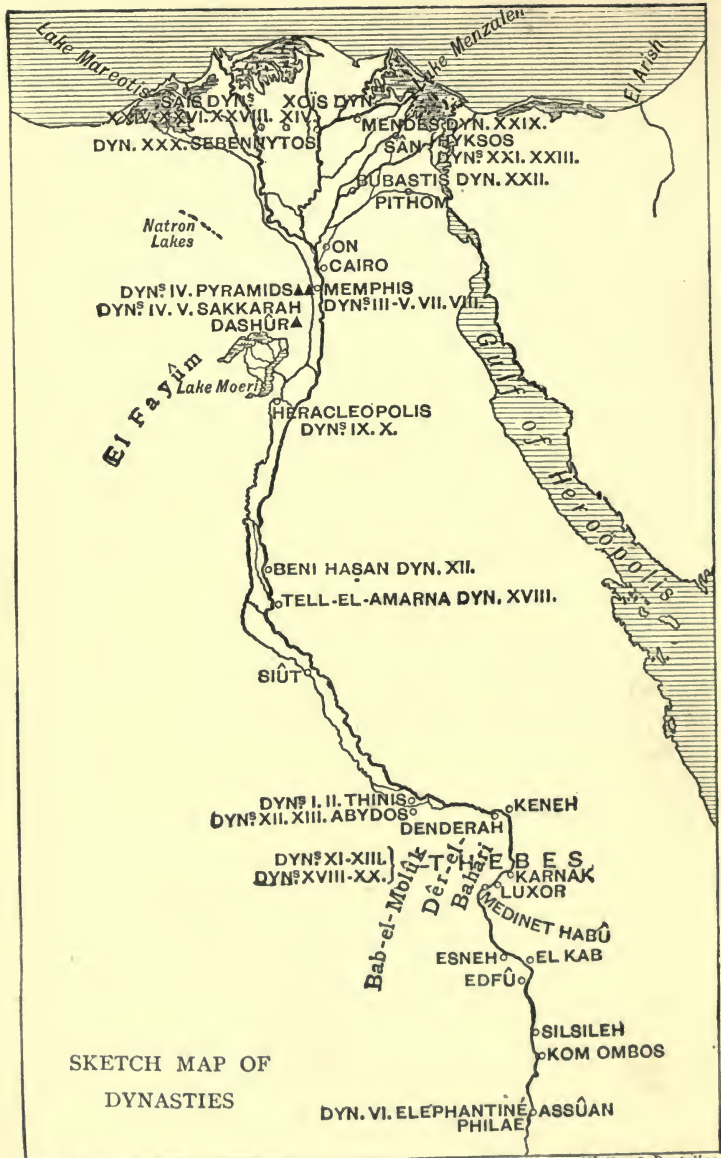 Lake Mareotis
Lake Menzaleh
El Arish
SAÏS DYNS
XOÏS DYN
XXIV. XXVI. XXVIII. XIV.
MENDES DYN. XXIX.
DYN. XXX. SEBENNYTOS
SAN HYKSOS
DYNS XXI. XXIII.
BUBASTIS DYN. XXII.
PITHOM
Natron
Lakes
ON
CAIRO
DYNS IV. PYRAMIDS
MEMPHIS
DYNS IV. V. SAKKARAH
DYNS III-V. VII. VIII.
DASHÛR
El Fayûm
Lake Moeris
Gulf of Heroöpolis
HERACLEOPOLIS
DYNS IX. X.
BENI HASAN DYN. XII.
TELL-EL-AMARNA DYN. XVIII.
SIÛT
DYNS I. II. THINIS
KENEH
DYNS XII. XIII. ABYDOS
DENDERAH
DYNS XI-XIII.
THEBES
DYNS XVIII-XX.
KARNAK
LUXOR
Bab-el-Molûk
Dêr-el-
Bahari
MEDINET HABÛ
ESNEH
EL KAB
EDFÛ
SILSILEH
KOM OMBOS
SKETCH MAP OF
DYNASTIES
DYN. VI. ELEPHANTINÉ
ASSÛAN
PHILAE